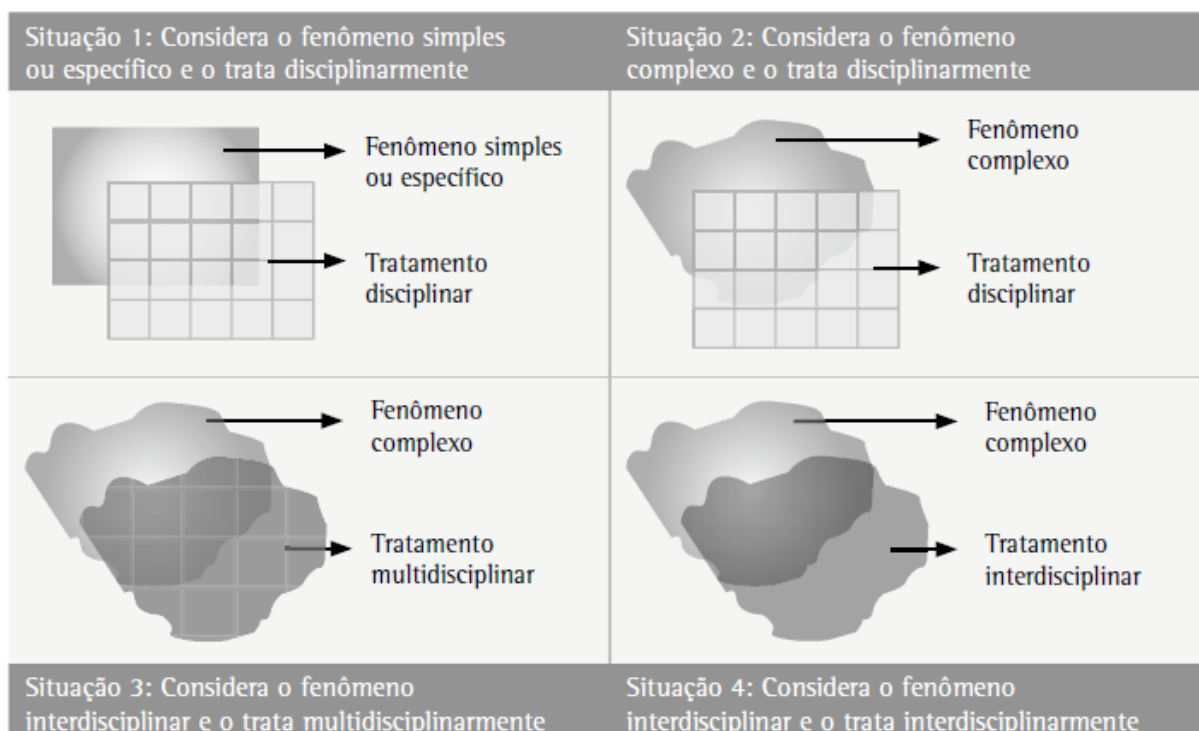 Situação 1: Considera o fenômeno simples
ou específico e o trata disciplinarmente
Situação 2: Considera o fenômeno
complexo e o trata disciplinarmente
Fenômeno simples
ou específico
Tratamento
disciplinar
Fenômeno
complexo
Tratamento
disciplinar
Fenômeno
complexo
Tratamento
multidisciplinar
Fenômeno
complexo
Tratamento
interdisciplinar
Situação 3: Considera o fenômeno
interdisciplinar e o trata multidisciplinarmente
Situação 4: Considera o fenômeno
interdisciplinar e o trata interdisciplinarmente